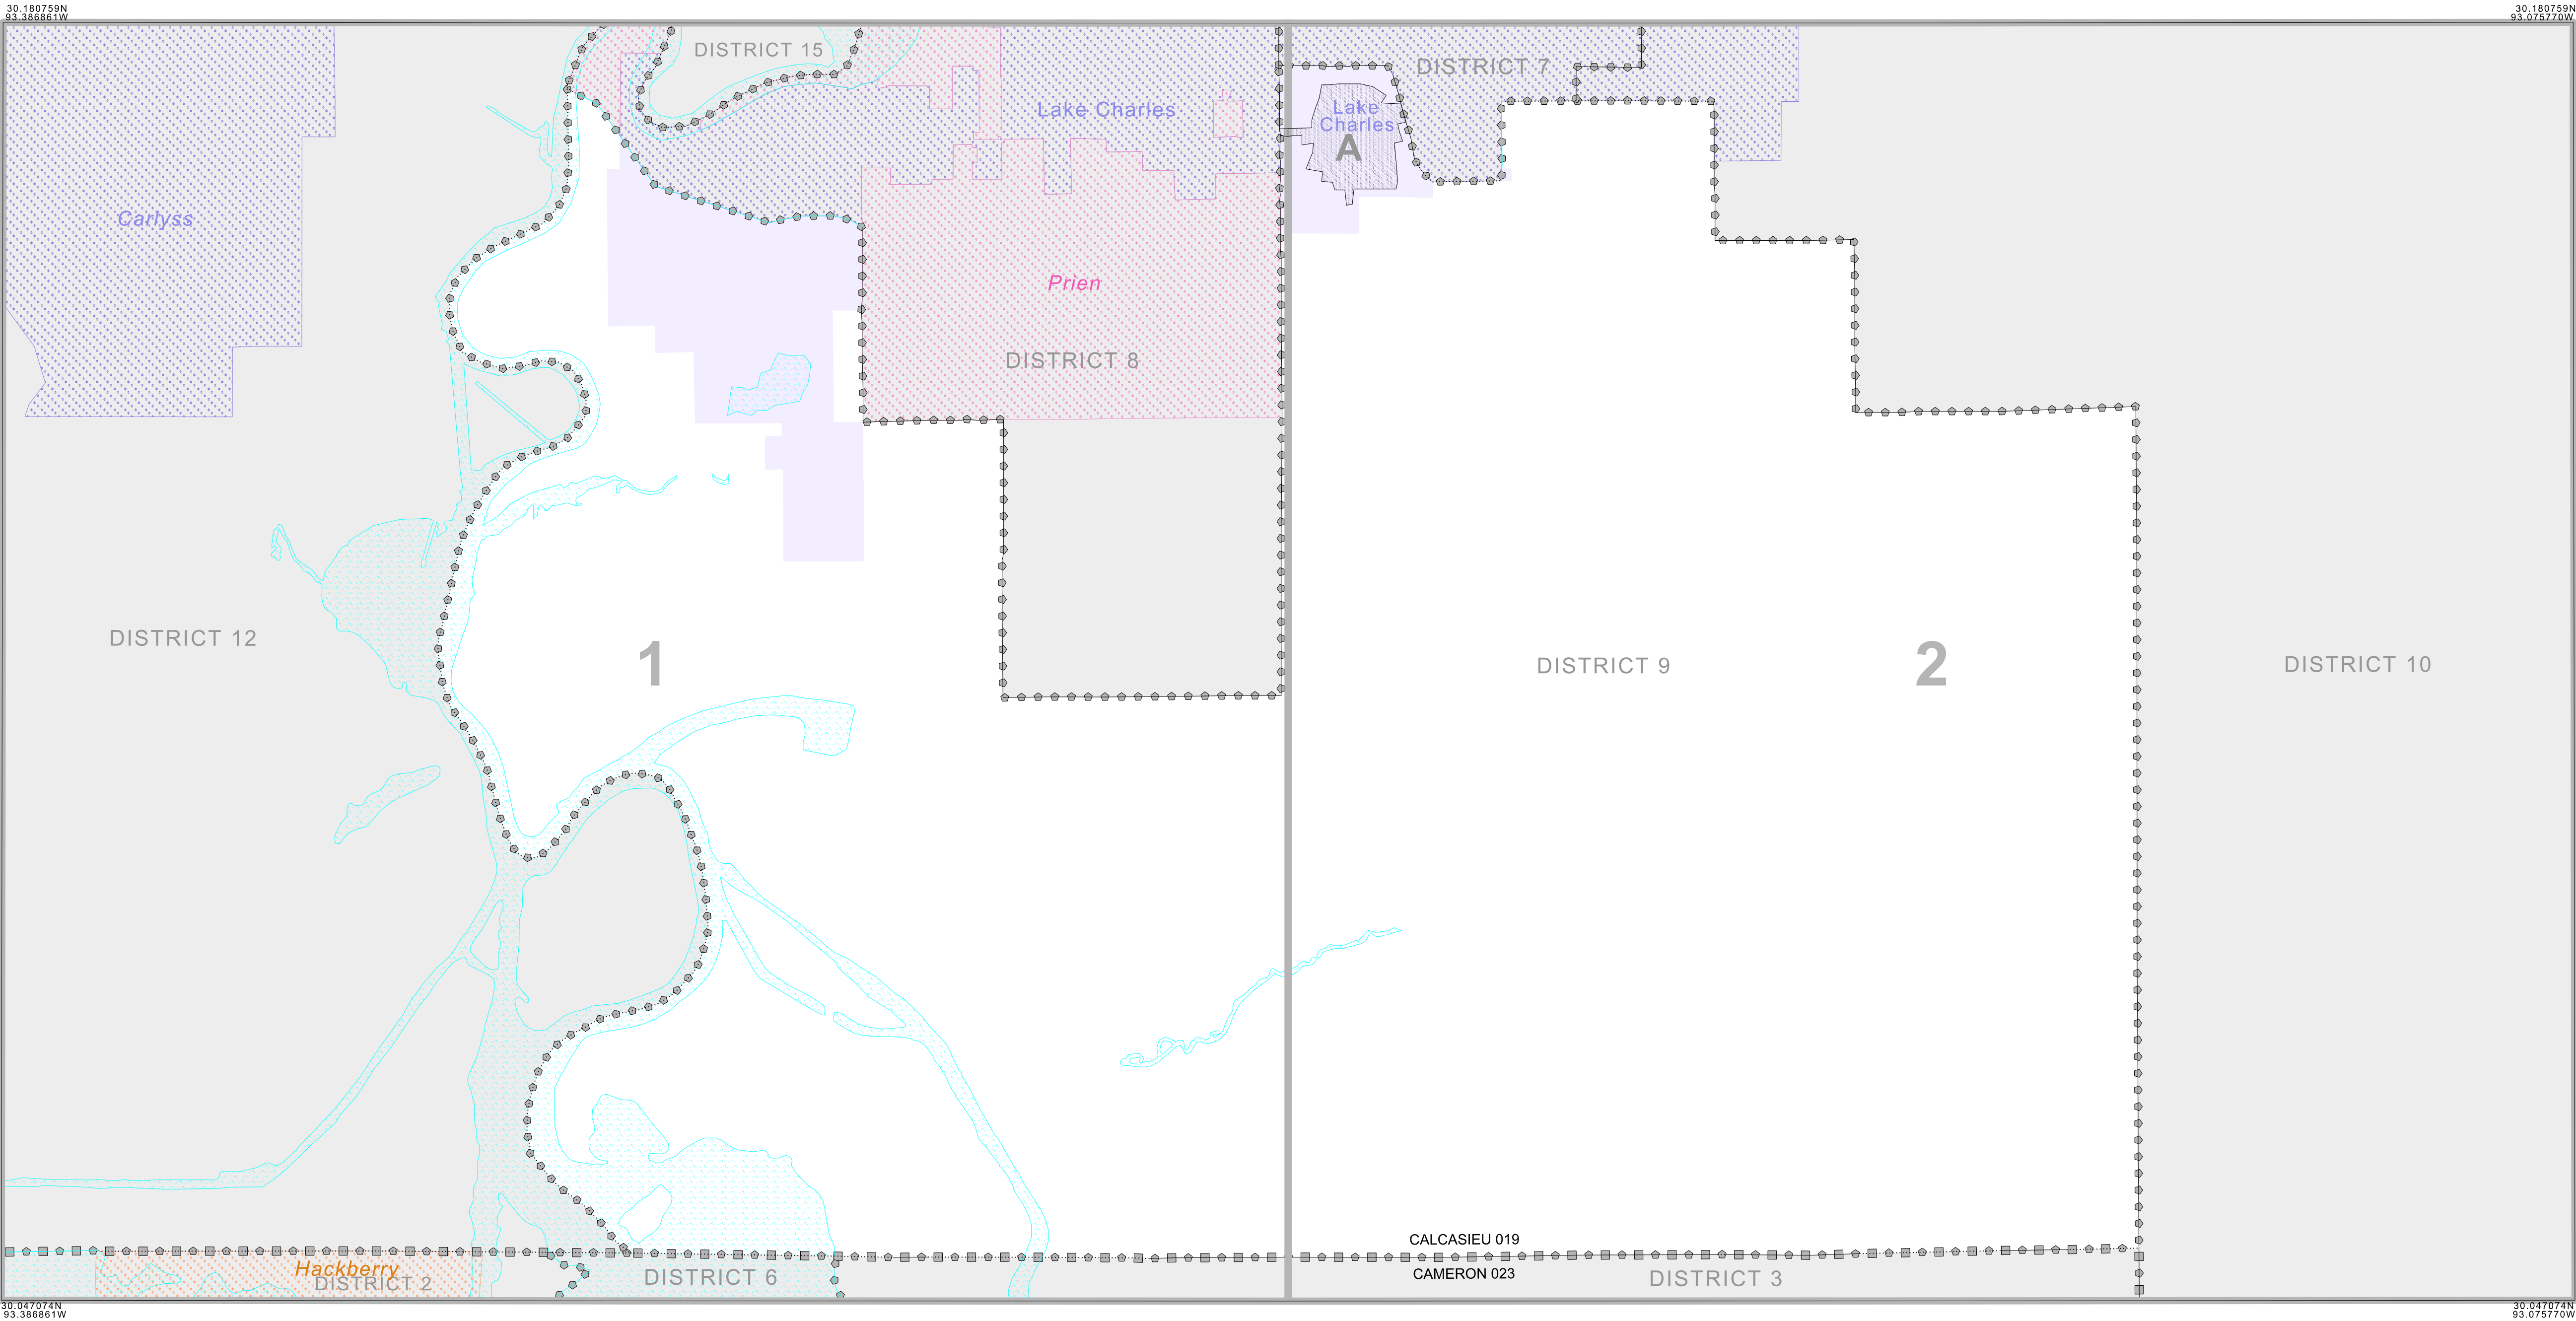 30.180759N
93.386861W
30.180759N
93.075770W
DISTRICT 15
DISTRICT 7
Lake Charles
Lake
Charles
A
Carlyss
Prien
DISTRICT 8
DISTRICT 12
1
DISTRICT 9
2
DISTRICT 10
CALCASIEU 019
CAMERON 023
Hackberry
DISTRICT 2
DISTRICT 6
DISTRICT 3
30.047074N
93.386861W
30.047074N
93.075770W